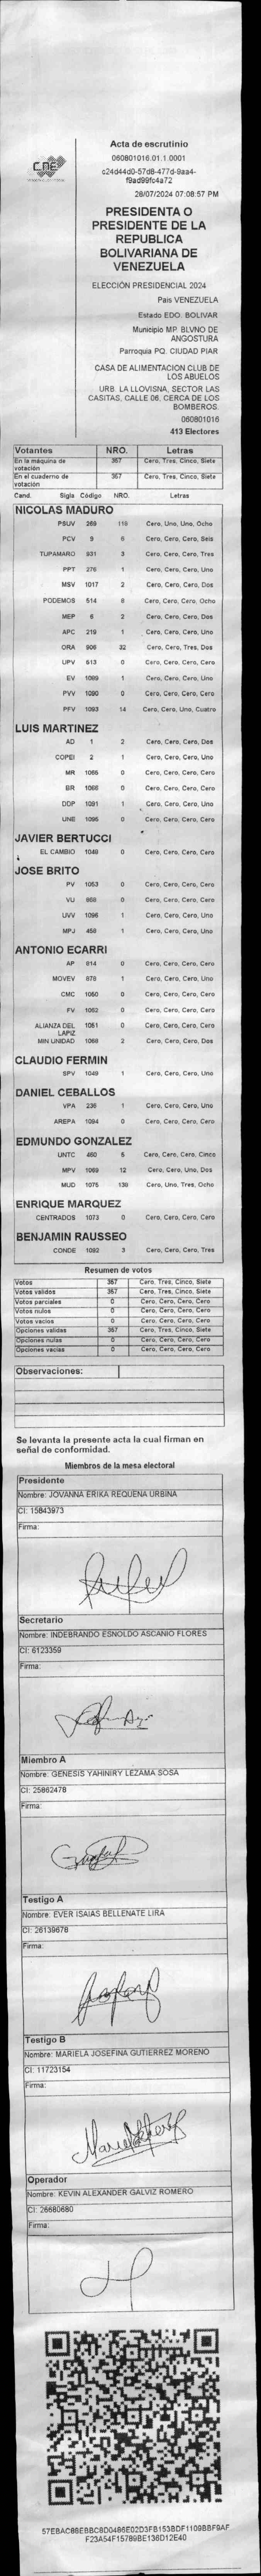 CNE
Acta de escrutinio
060801016.01.1.0001
c24d44d0-57d8-477d-9aa4-
f9ad99fc4a72
28/07/2024 07:08:57 PM
PRESIDENTA O
PRESIDENTE DE LA
REPUBLICA
BOLIVARIANA DE
VENEZUELA
ELECCIÓN PRESIDENCIAL 2024
Pais VENEZUELA
Estado EDO. BOLIVAR
Municipio MP. BLVNO DE
ANGOSTURA
Parroquia PQ. CIUDAD PIAR
CASA DE ALIMENTACION CLUB DE
LOS ABUELOS
URB. LA LLOVISNA, SECTOR LAS
CASITAS, CALLE 06, CERCA DE LOS
BOMBEROS.
060801016
413 Electores
Votantes NRO. Letras
En la máquina de votación 357 Cero, Tres, Cinco, Siete
En el cuaderno de votación 357 Cero, Tres, Cinco, Siete
Cand. Sigla Código NRO. Letras
NICOLAS MADURO
PSUV 269 118 Cero, Uno, Uno, Ocho
PCV 9 6 Cero, Cero, Cero, Seis
TUPAMARO 931 3 Cero, Cero, Cero, Tres
PPT 276 1 Cero, Cero, Cero, Uno
MSV 1017 2 Cero, Cero, Cero, Dos
PODEMOS 514 8 Cero, Cero, Cero, Ocho
MEP 6 2 Cero, Cero, Cero, Dos
APC 219 1 Cero, Cero, Cero, Uno
ORA 906 32 Cero, Cero, Tres, Dos
UPV 613 0 Cero, Cero, Cero, Cero
EV 1089 1 Cero, Cero, Cero, Uno
PVV 1090 0 Cero, Cero, Cero, Cero
PFV 1093 14 Cero, Cero, Uno, Cuatro
LUIS MARTINEZ
AD 1 2 Cero, Cero, Cero, Dos
COPEI 2 1 Cero, Cero, Cero, Uno
MR 1065 0 Cero, Cero, Cero, Cero
BR 1066 0 Cero, Cero, Cero, Cero
DDP 1091 1 Cero, Cero, Cero, Uno
UNE 1095 0 Cero, Cero, Cero, Cero
JAVIER BERTUCCI
EL CAMBIO 1048 0 Cero, Cero, Cero, Cero
JOSE BRITO
PV 1053 0 Cero, Cero, Cero, Cero
VU 868 0 Cero, Cero, Cero, Cero
UVV 1096 1 Cero, Cero, Cero, Uno
MPJ 458 1 Cero, Cero, Cero, Uno
ANTONIO ECARRI
AP 814 0 Cero, Cero, Cero, Cero
MOVEV 878 1 Cero, Cero, Cero, Uno
CMC 1050 0 Cero, Cero, Cero, Cero
FV 1052 0 Cero, Cero, Cero, Cero
ALIANZA DEL LAPIZ 1051 0 Cero, Cero, Cero, Cero
MIN UNIDAD 1068 2 Cero, Cero, Cero, Dos
CLAUDIO FERMIN
SPV 1049 1 Cero, Cero, Cero, Uno
DANIEL CEBALLOS
VPA 236 1 Cero, Cero, Cero, Uno
AREPA 1094 0 Cero, Cero, Cero, Cero
EDMUNDO GONZALEZ
UNTC 460 5 Cero, Cero, Cero, Cinco
MPV 1069 12 Cero, Cero, Uno, Dos
MUD 1075 138 Cero, Uno, Tres, Ocho
ENRIQUE MARQUEZ
CENTRADOS 1073 0 Cero, Cero, Cero, Cero
BENJAMIN RAUSSEO
CONDE 1092 3 Cero, Cero, Cero, Tres
Resumen de votos
Votos 357 Cero, Tres, Cinco, Siete
Votos validos 357 Cero, Tres, Cinco, Siete
Votos parciales 0 Cero, Cero, Cero, Cero
Votos nulos 0 Cero, Cero, Cero, Cero
Votos vacios 0 Cero, Cero, Cero, Cero
Opciones validas 357 Cero, Tres, Cinco, Siete
Opciones nulas 0 Cero, Cero, Cero, Cero
Opciones vacias 0 Cero, Cero, Cero, Cero
Observaciones:
Se levanta la presente acta la cual firman en
señal de conformidad.
Miembros de la mesa electoral
Presidente
Nombre: JOVANNA ERIKA REQUENA URBINA
CI: 15843973
Firma:
Secretario
Nombre: INDEBRANDO ESNOLDO ASCANIO FLORES
CI: 6123359
Firma:
Miembro A
Nombre: GENESIS YAHINIRY LEZAMA SOSA
CI: 25862478
Firma:
Testigo A
Nombre: EVER ISAIAS BELLENATE LIRA
CI: 26139678
Firma:
Testigo B
Nombre: MARIELA JOSEFINA GUTIERREZ MORENO
CI: 11723154
Firma:
Operador
Nombre: KEVIN ALEXANDER GALVIZ ROMERO
CI: 26680680
Firma:
57EBAC86EBBC8D0486E02D3FB153BDF1109BBF9AF
F23A54F15789BE136D12E40